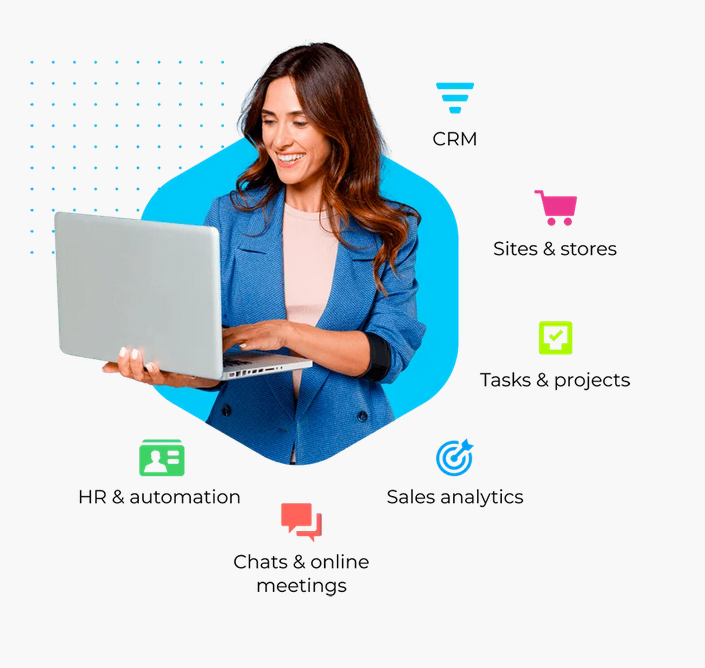 CRM
Sites & stores
Tasks & projects
HR & automation
Sales analytics
Chats & online
meetings